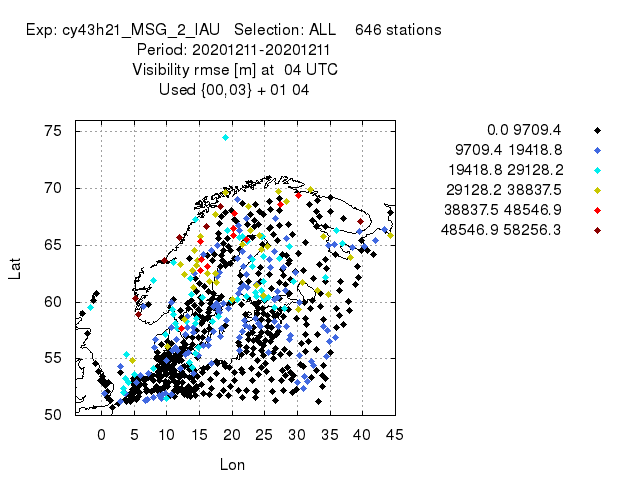 Exp: cy43h21_MSG_2_IAU   Selection: ALL    646 stations
Period: 20201211-20201211
Visibility rmse [m] at  04 UTC
Used {00,03} + 01 04
0.0 9709.4
9709.4 19418.8
19418.8 29128.2
29128.2 38837.5
38837.5 48546.9
48546.9 58256.3
75
70
65
60
55
50
Lat
0 5 10 15 20 25 30 35 40 45
Lon